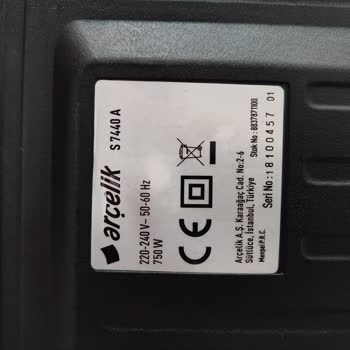 arçelik
S 7440 A
220-240 V~ 50-60 Hz
750 W
CE
Arçelik A.Ş. Karaağaç Cad. No:2-6
Sütlüce, İstanbul, Türkiye
Menşei P.R.C.
Stok No : 8837871100
Seri No : 18100457 01